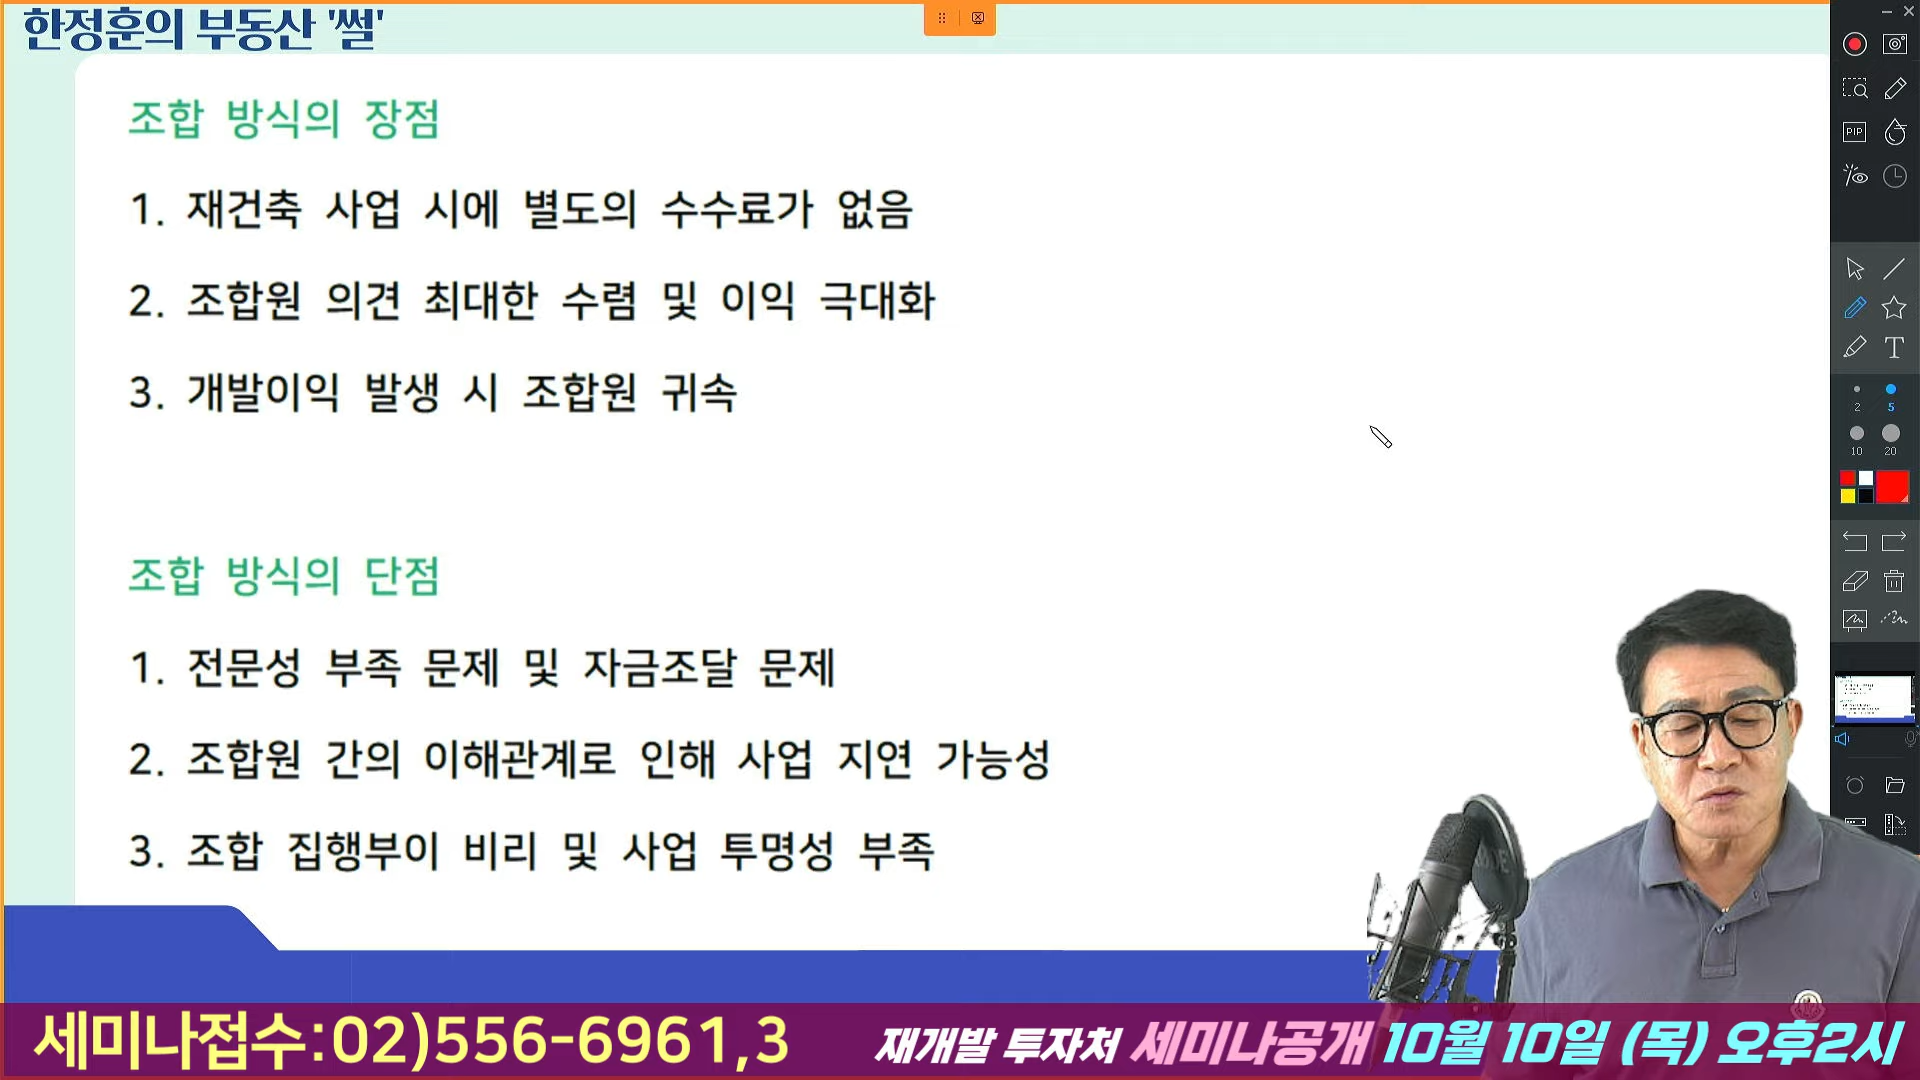 한정훈의 부동산 '썰'
조합 방식의 장점
1. 재건축 사업 시에 별도의 수수료가 없음
2. 조합원 의견 최대한 수렴 및 이익 극대화
3. 개발이익 발생 시 조합원 귀속
조합 방식의 단점
1. 전문성 부족 문제 및 자금조달 문제
2. 조합원 간의 이해관계로 인해 사업 지연 가능성
3. 조합 집행부이 비리 및 사업 투명성 부족
PIP
T
2 5
10 20
세미나접수:02)556-6961,3
재개발 투자처 세미나공개 10월 10일 (목) 오후2시